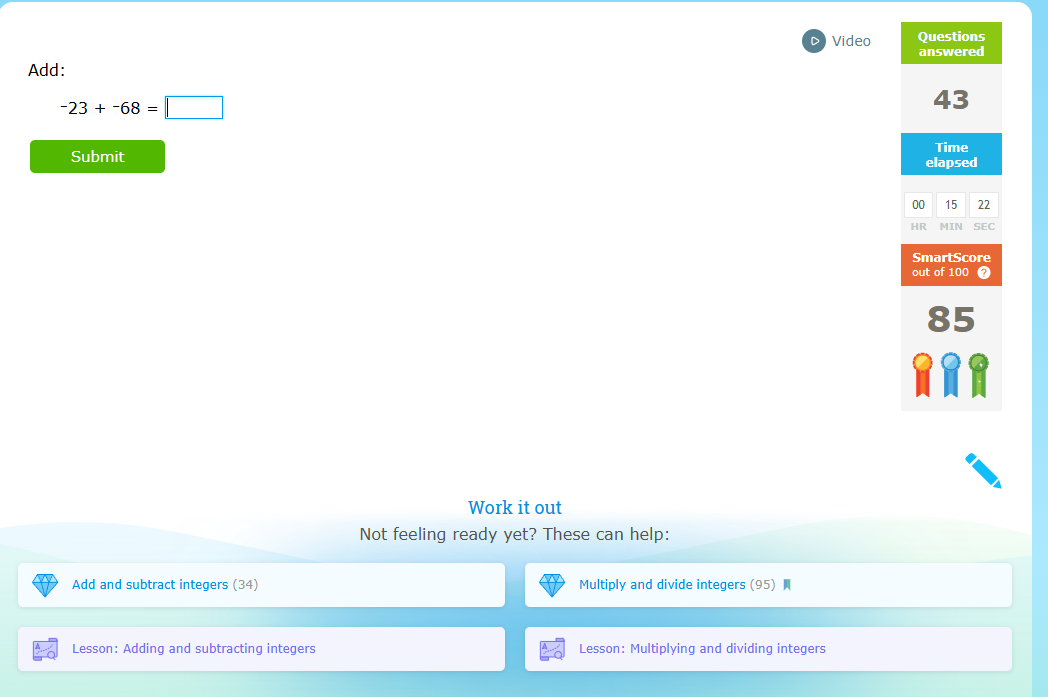 Video
Questions
answered
43
Add:
⁻23 + ⁻68 =
Submit
Time
elapsed
00 15 22
HR MIN SEC
SmartScore
out of 100 ?
85
Work it out
Not feeling ready yet? These can help:
Add and subtract integers (34)
Multiply and divide integers (95)
Lesson: Adding and subtracting integers
Lesson: Multiplying and dividing integers